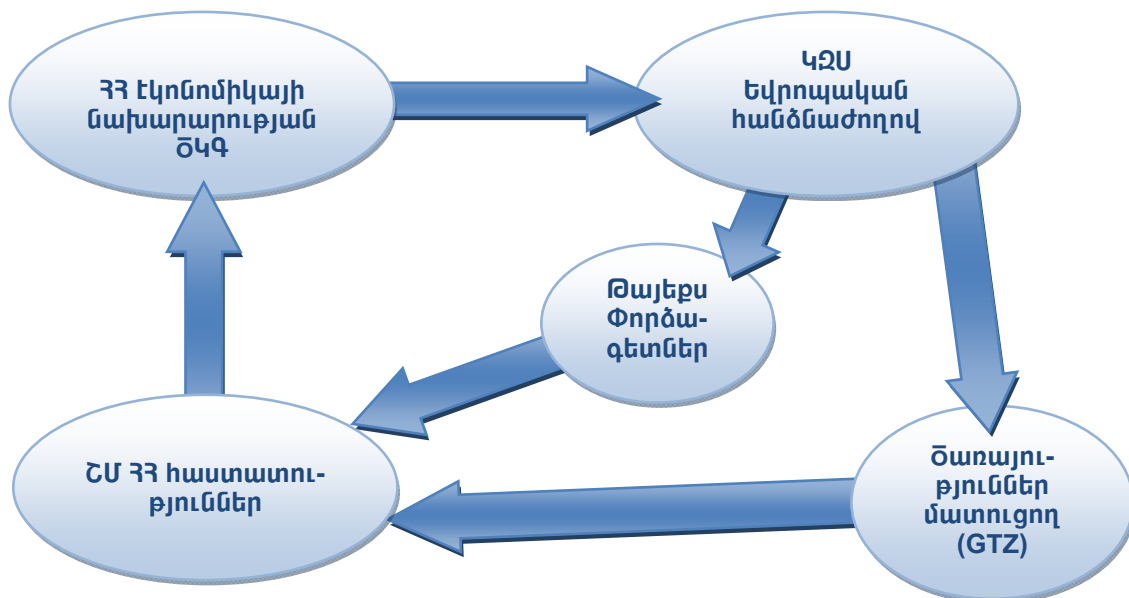 ՀՀ էկոնոմիկայի
նախարարության
ԾԿԳ
ԿԶՍ
Եվրոպական
հանձնաժողով
Թայեքս
Փորձա-
գետներ
ՇՄ ՀՀ հաստատու-
թյուններ
Ծառայու-
թյուններ
մատուցող
(GTZ)